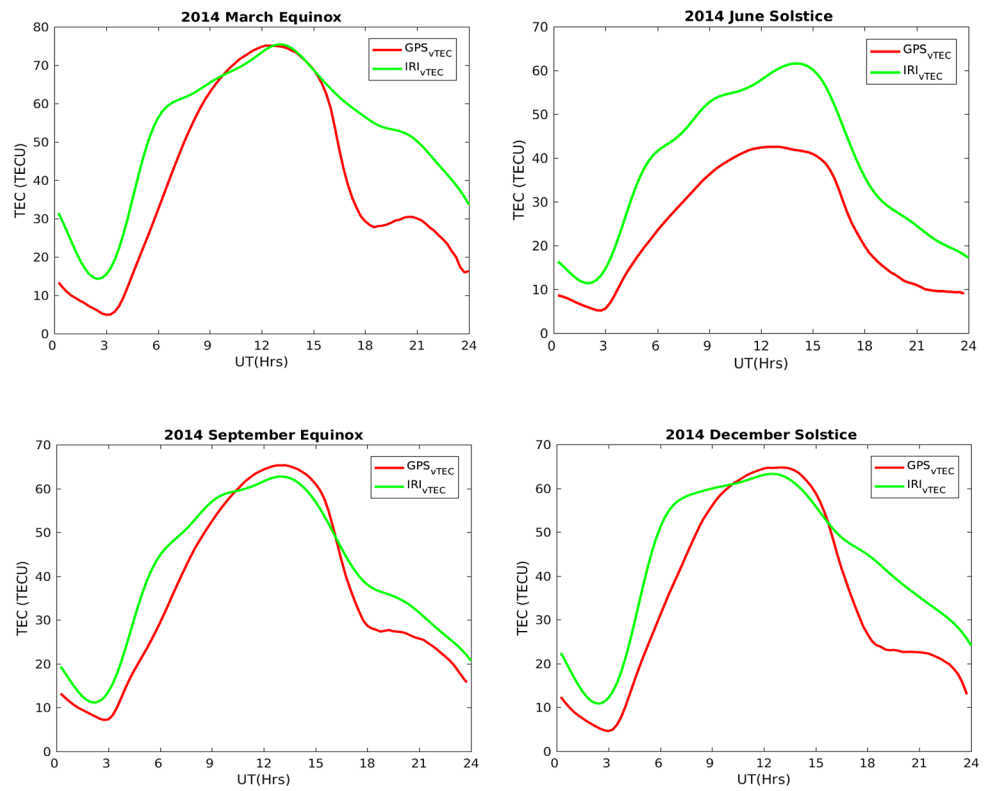 2014 March Equinox
80
70
60
50
40
30
20
10
0
TEC (TECU)
GPSvTEC
IRIvTEC
0 3 6 9 12 15 18 21 24
UT(Hrs)
2014 June Solstice
70
60
50
40
30
20
10
0
TEC (TECU)
GPSvTEC
IRIvTEC
0 3 6 9 12 15 18 21 24
UT(Hrs)
2014 September Equinox
70
60
50
40
30
20
10
0
TEC (TECU)
GPSvTEC
IRIvTEC
0 3 6 9 12 15 18 21 24
UT(Hrs)
2014 December Solstice
70
60
50
40
30
20
10
0
TEC (TECU)
GPSvTEC
IRIvTEC
0 3 6 9 12 15 18 21 24
UT(Hrs)